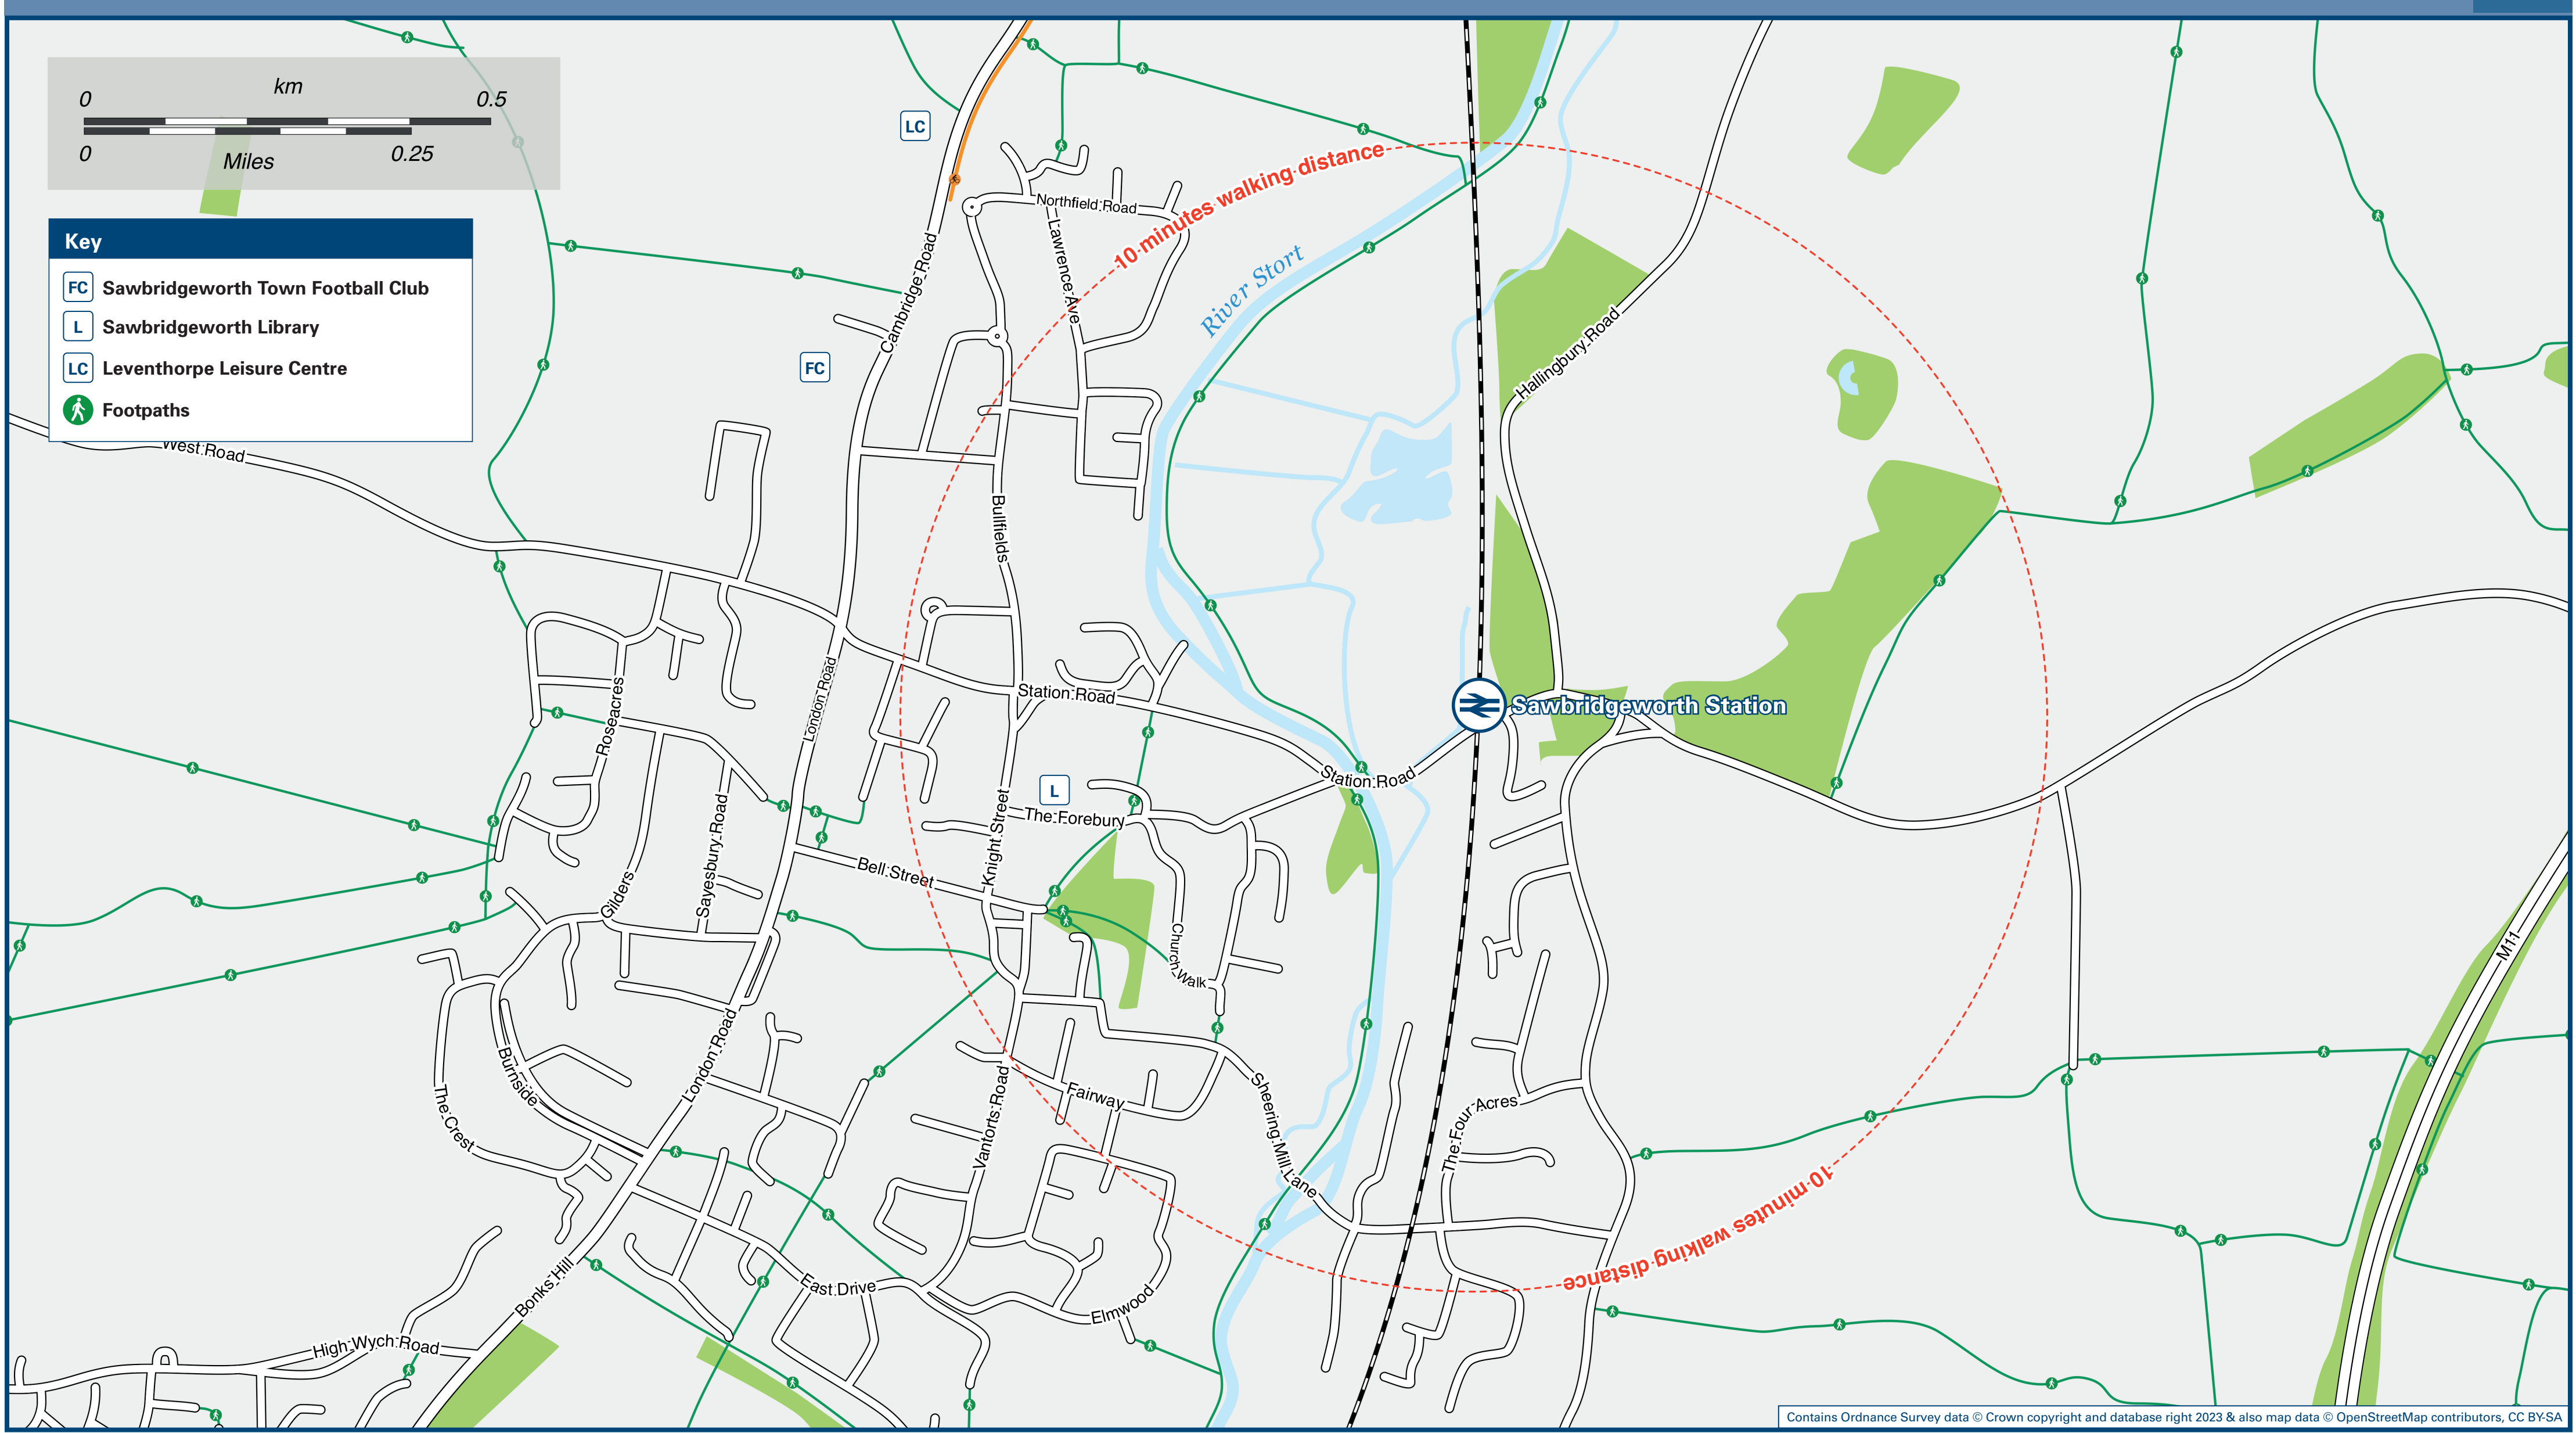 km
0
0.5
0
Miles
0.25
Key
FC Sawbridgeworth Town Football Club
L Sawbridgeworth Library
LC Leventhorpe Leisure Centre
Footpaths
LC
FC
L
10 minutes walking distance
Northfield Road
Lawrence Ave
Cambridge Road
River Stort
Hallingbury Road
West Road
Bullfields
Station Road
London Road
Roseacres
Sawbridgeworth Station
Station Road
Knight Street
The Forebury
Sayesbury Road
Bell Street
Gilders
Church Walk
M11
London Road
Burnside
The Crest
Vantorts Road
Fairway
Sheering Mill Lane
The Four Acres
10 minutes walking distance
East Drive
Elmwood
Bonks Hill
High Wych Road
Contains Ordnance Survey data © Crown copyright and database right 2023 & also map data © OpenStreetMap contributors, CC BY-SA